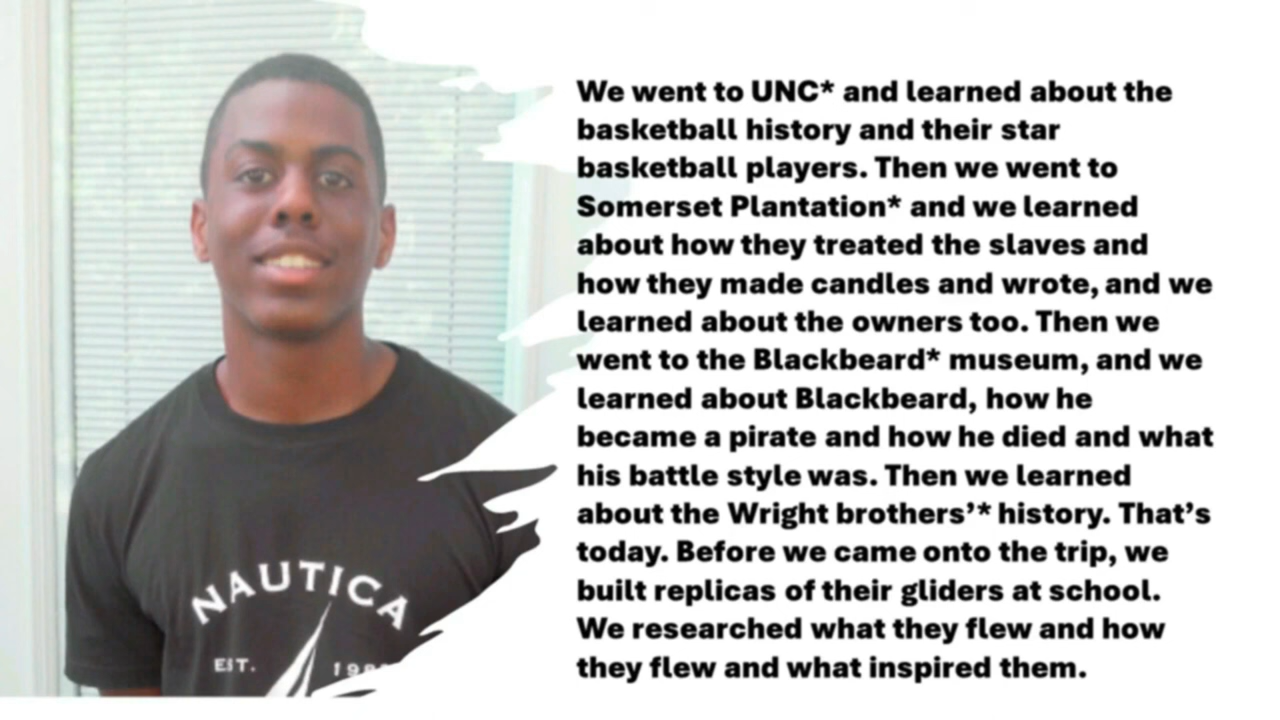 We went to UNC* and learned about the
basketball history and their star
basketball players. Then we went to
Somerset Plantation* and we learned
about how they treated the slaves and
how they made candles and wrote, and we
learned about the owners too. Then we
went to the Blackbeard* museum, and we
learned about Blackbeard, how he
became a pirate and how he died and what
his battle style was. Then we learned
about the Wright brothers’* history. That’s
today. Before we came onto the trip, we
built replicas of their gliders at school.
We researched what they flew and how
they flew and what inspired them.
NAUTICA
EST.